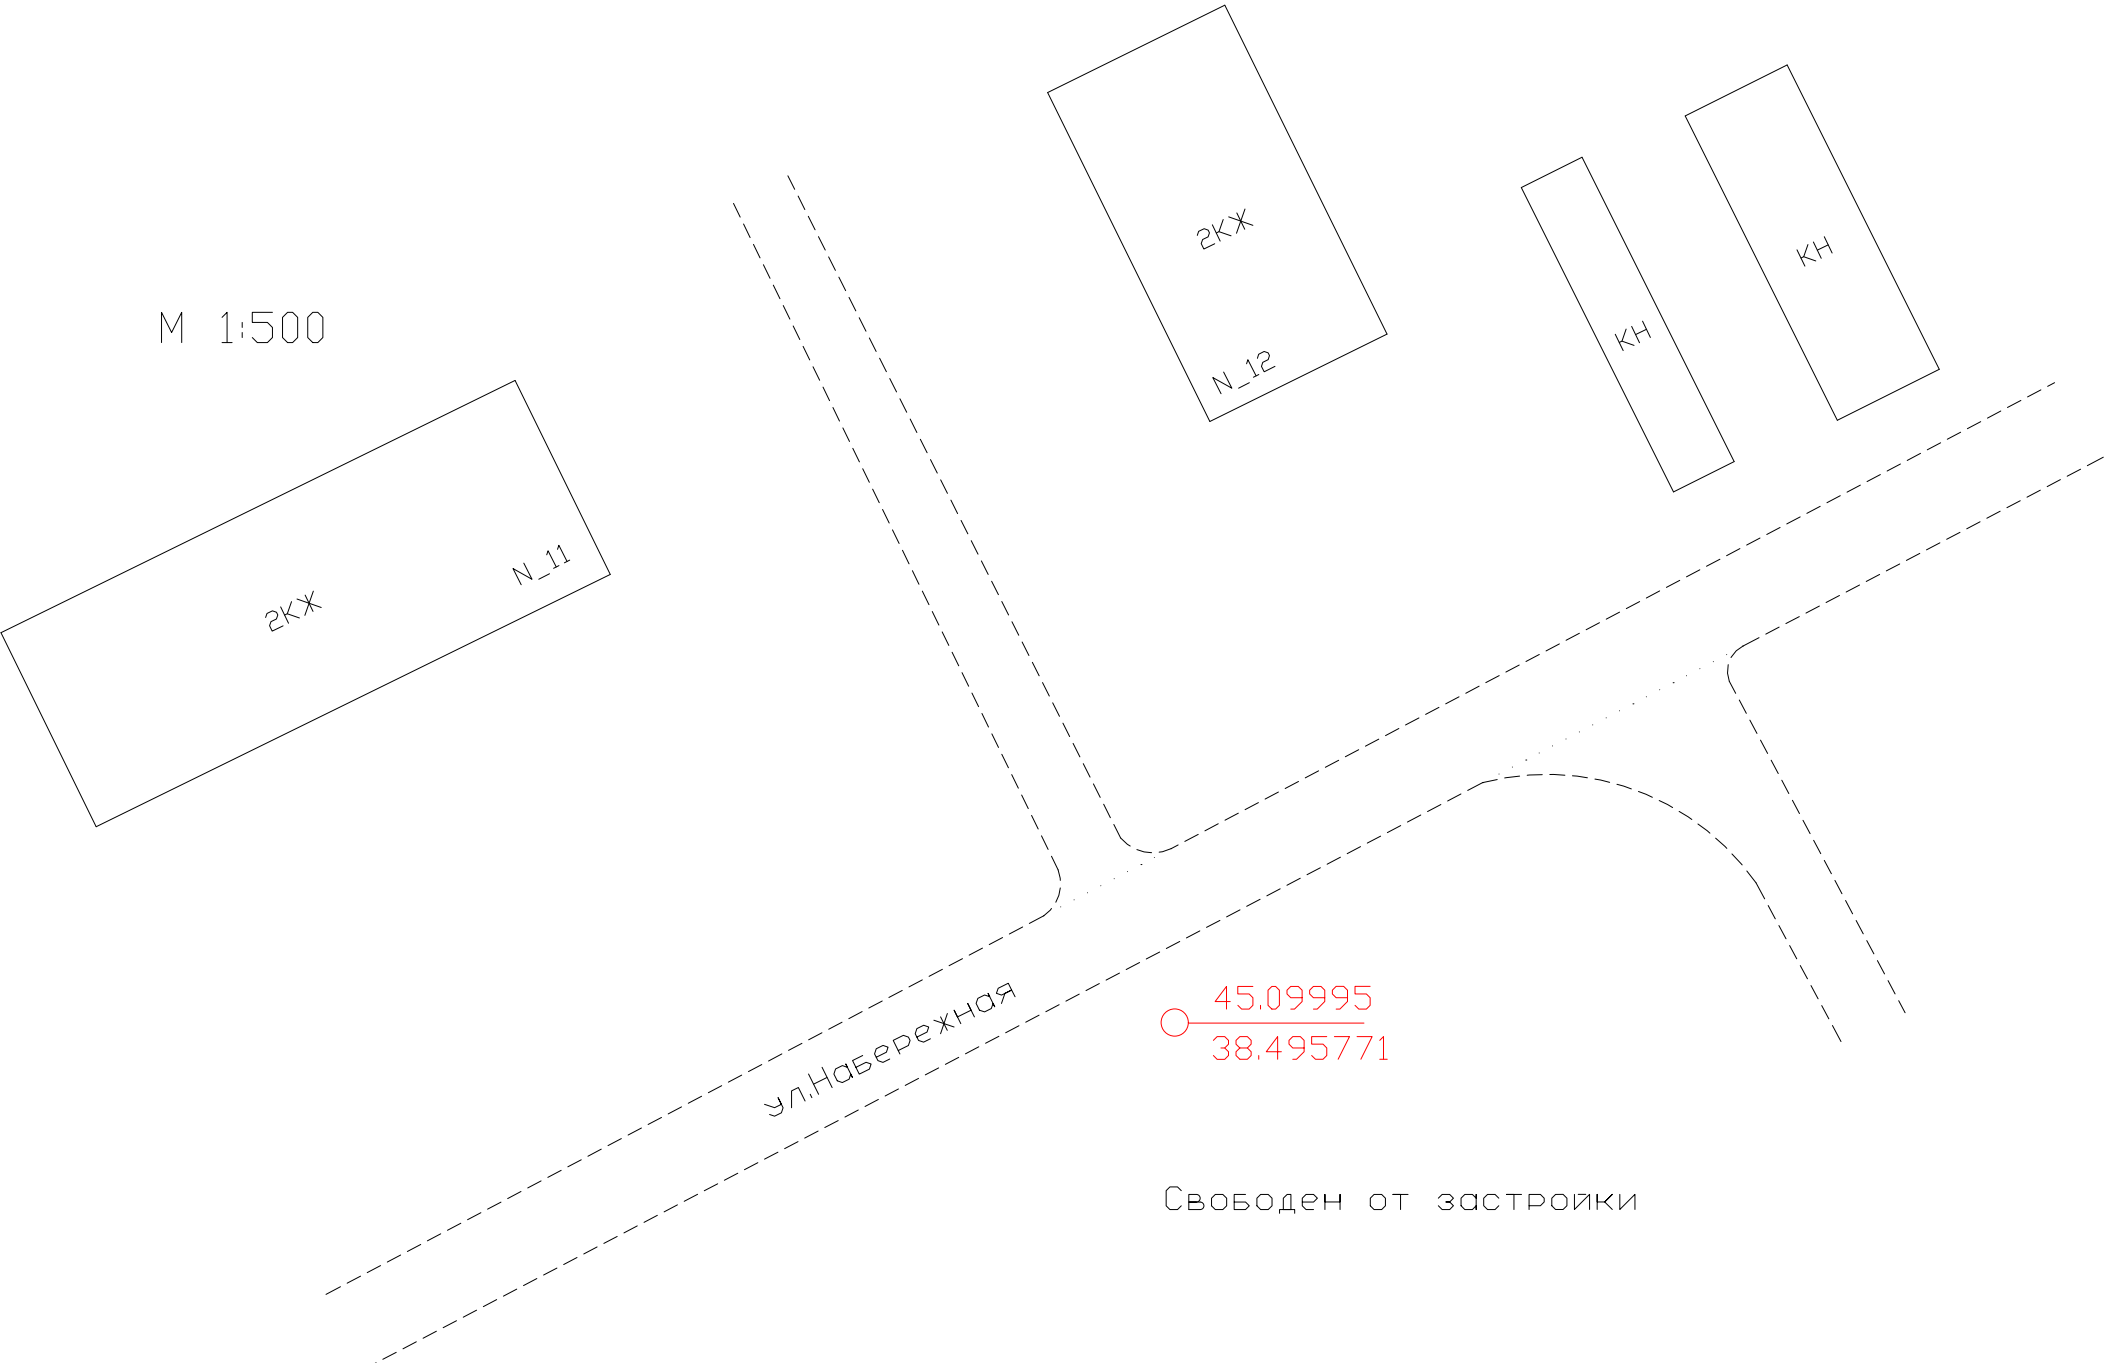 2КЖ
КН
М 1:500
КН
N_12
N_11
2КЖ
ул.Набережная
45.09995
38.495771
Свободен от застройки